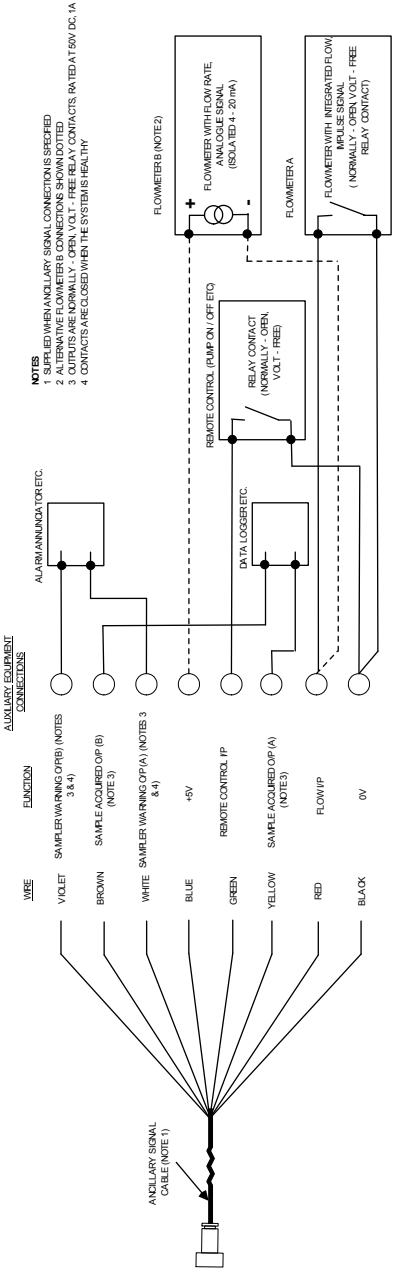 AUXILIARY EQUIPMENT
CONNECTIONS
WIRE
FUNCTION
VIOLET
SAMPLER WARNING O/P(B) (NOTES
3 & 4)
BROWN
SAMPLE ACQUIRED O/P (B)
(NOTE 3)
WHITE
SAMPLER WARNING O/P (A) (NOTES 3
& 4)
BLUE
+5V
GREEN
REMOTE CONTROL I/P
YELLOW
SAMPLE ACQUIRED O/P (A)
(NOTE 3)
RED
FLOW I/P
BLACK
0V
ANCILLARY SIGNAL
CABLE (NOTE 1)
ALARM ANNUNCIATOR ETC.
DATA LOGGER ETC.
REMOTE CONTROL (PUMP ON / OFF ETC)
RELAY CONTACT
(NORMALLY - OPEN,
VOLT - FREE)
FLOWMETER B (NOTE 2)
FLOWMETER WITH FLOW RATE,
ANALOGUE SIGNAL
(ISOLATED 4 - 20 mA)
+
-
FLOWMETER A
FLOWMETER WITH INTEGRATED FLOW,
IMPULSE SIGNAL
( NORMALLY - OPEN, VOLT - FREE
RELAY CONTACT)
NOTES
1 SUPPLIED WHEN ANCILLARY SIGNAL CONNECTION IS SPECIFIED
2 ALTERNATIVE FLOWMETER B CONNECTIONS SHOWN DOTTED
3 OUTPUTS ARE NORMALLY - OPEN, VOLT - FREE RELAY CONTACTS, RATED AT 50V DC, 1A
4 CONTACTS ARE CLOSED WHEN THE SYSTEM IS HEALTHY